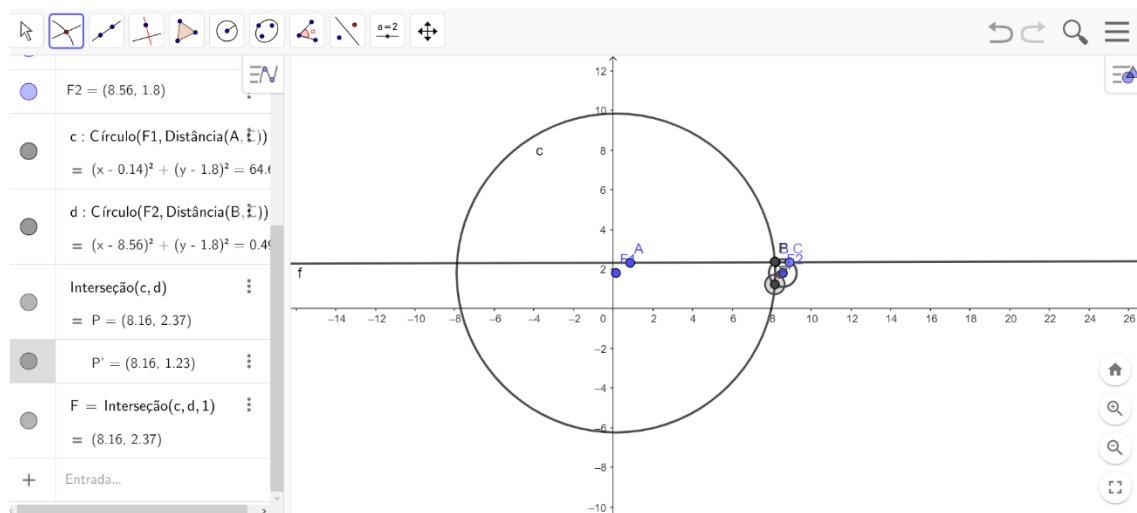 a=2
F2 = (8.56, 1.8)
c : Círculo(F1, Distância(A, C))
= (x - 0.14)² + (y - 1.8)² = 64.6
d : Círculo(F2, Distância(B, C))
= (x - 8.56)² + (y - 1.8)² = 0.49
Interseção(c, d)
= P = (8.16, 2.37)
P' = (8.16, 1.23)
F = Interseção(c, d, 1)
= (8.16, 2.37)
Entrada...
12
10
8
6
4
2
0
−2
−4
−6
−8
−10
−14 −12 −10 −8 −6 −4 −2 0 2 4 6 8 10 12 14 16 18 20 22 24 26
c
f
A
F1
B C
F2